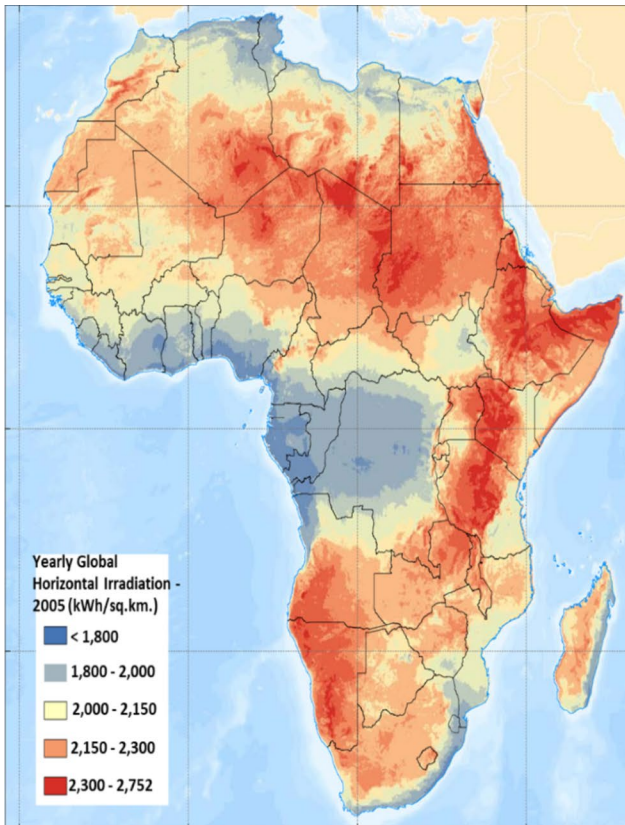 Yearly Global
Horizontal Irradiation -
2005 (kWh/sq.km.)
< 1,800
1,800 - 2,000
2,000 - 2,150
2,150 - 2,300
2,300 - 2,752